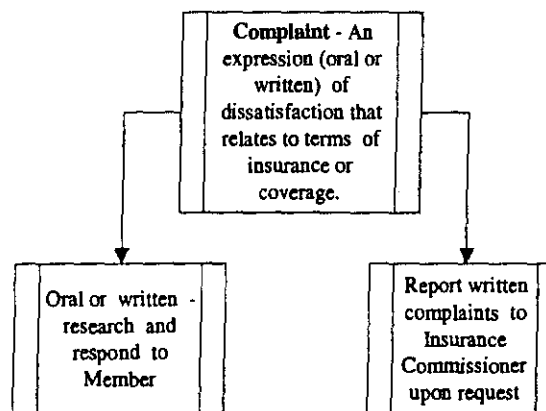 Complaint - An
expression (oral or
written) of
dissatisfaction that
relates to terms of
insurance or
coverage.
Oral or written -
research and
respond to
Member
Report written
complaints to
Insurance
Commissioner
upon request